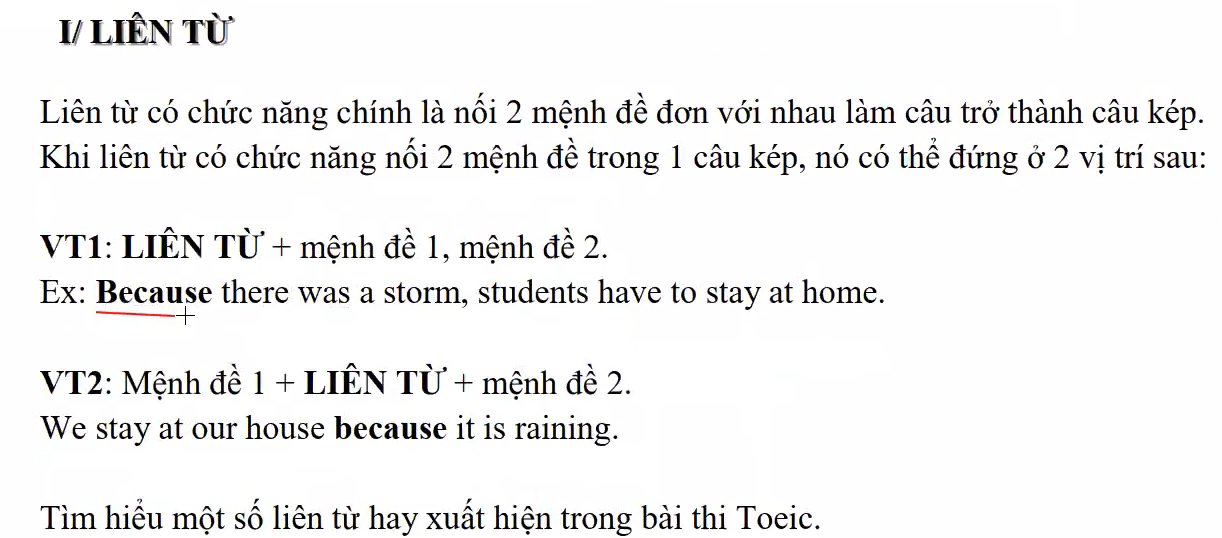 I/ LIÊN TỪ
Liên từ có chức năng chính là nối 2 mệnh đề đơn với nhau làm câu trở thành câu kép.
Khi liên từ có chức năng nối 2 mệnh đề trong 1 câu kép, nó có thể đứng ở 2 vị trí sau:
VT1: LIÊN TỪ + mệnh đề 1, mệnh đề 2.
Ex: Because there was a storm, students have to stay at home.
VT2: Mệnh đề 1 + LIÊN TỪ + mệnh đề 2.
We stay at our house because it is raining.
Tìm hiểu một số liên từ hay xuất hiện trong bài thi Toeic.